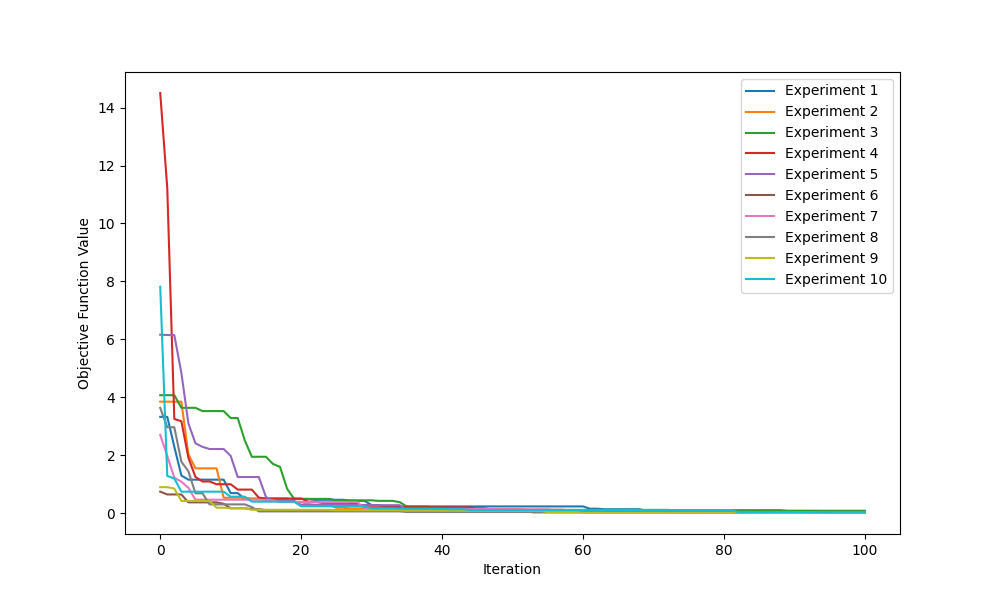 14
12
10
8
6
4
2
0
Objective Function Value
0
20
40
60
80
100
Iteration
Experiment 1
Experiment 2
Experiment 3
Experiment 4
Experiment 5
Experiment 6
Experiment 7
Experiment 8
Experiment 9
Experiment 10